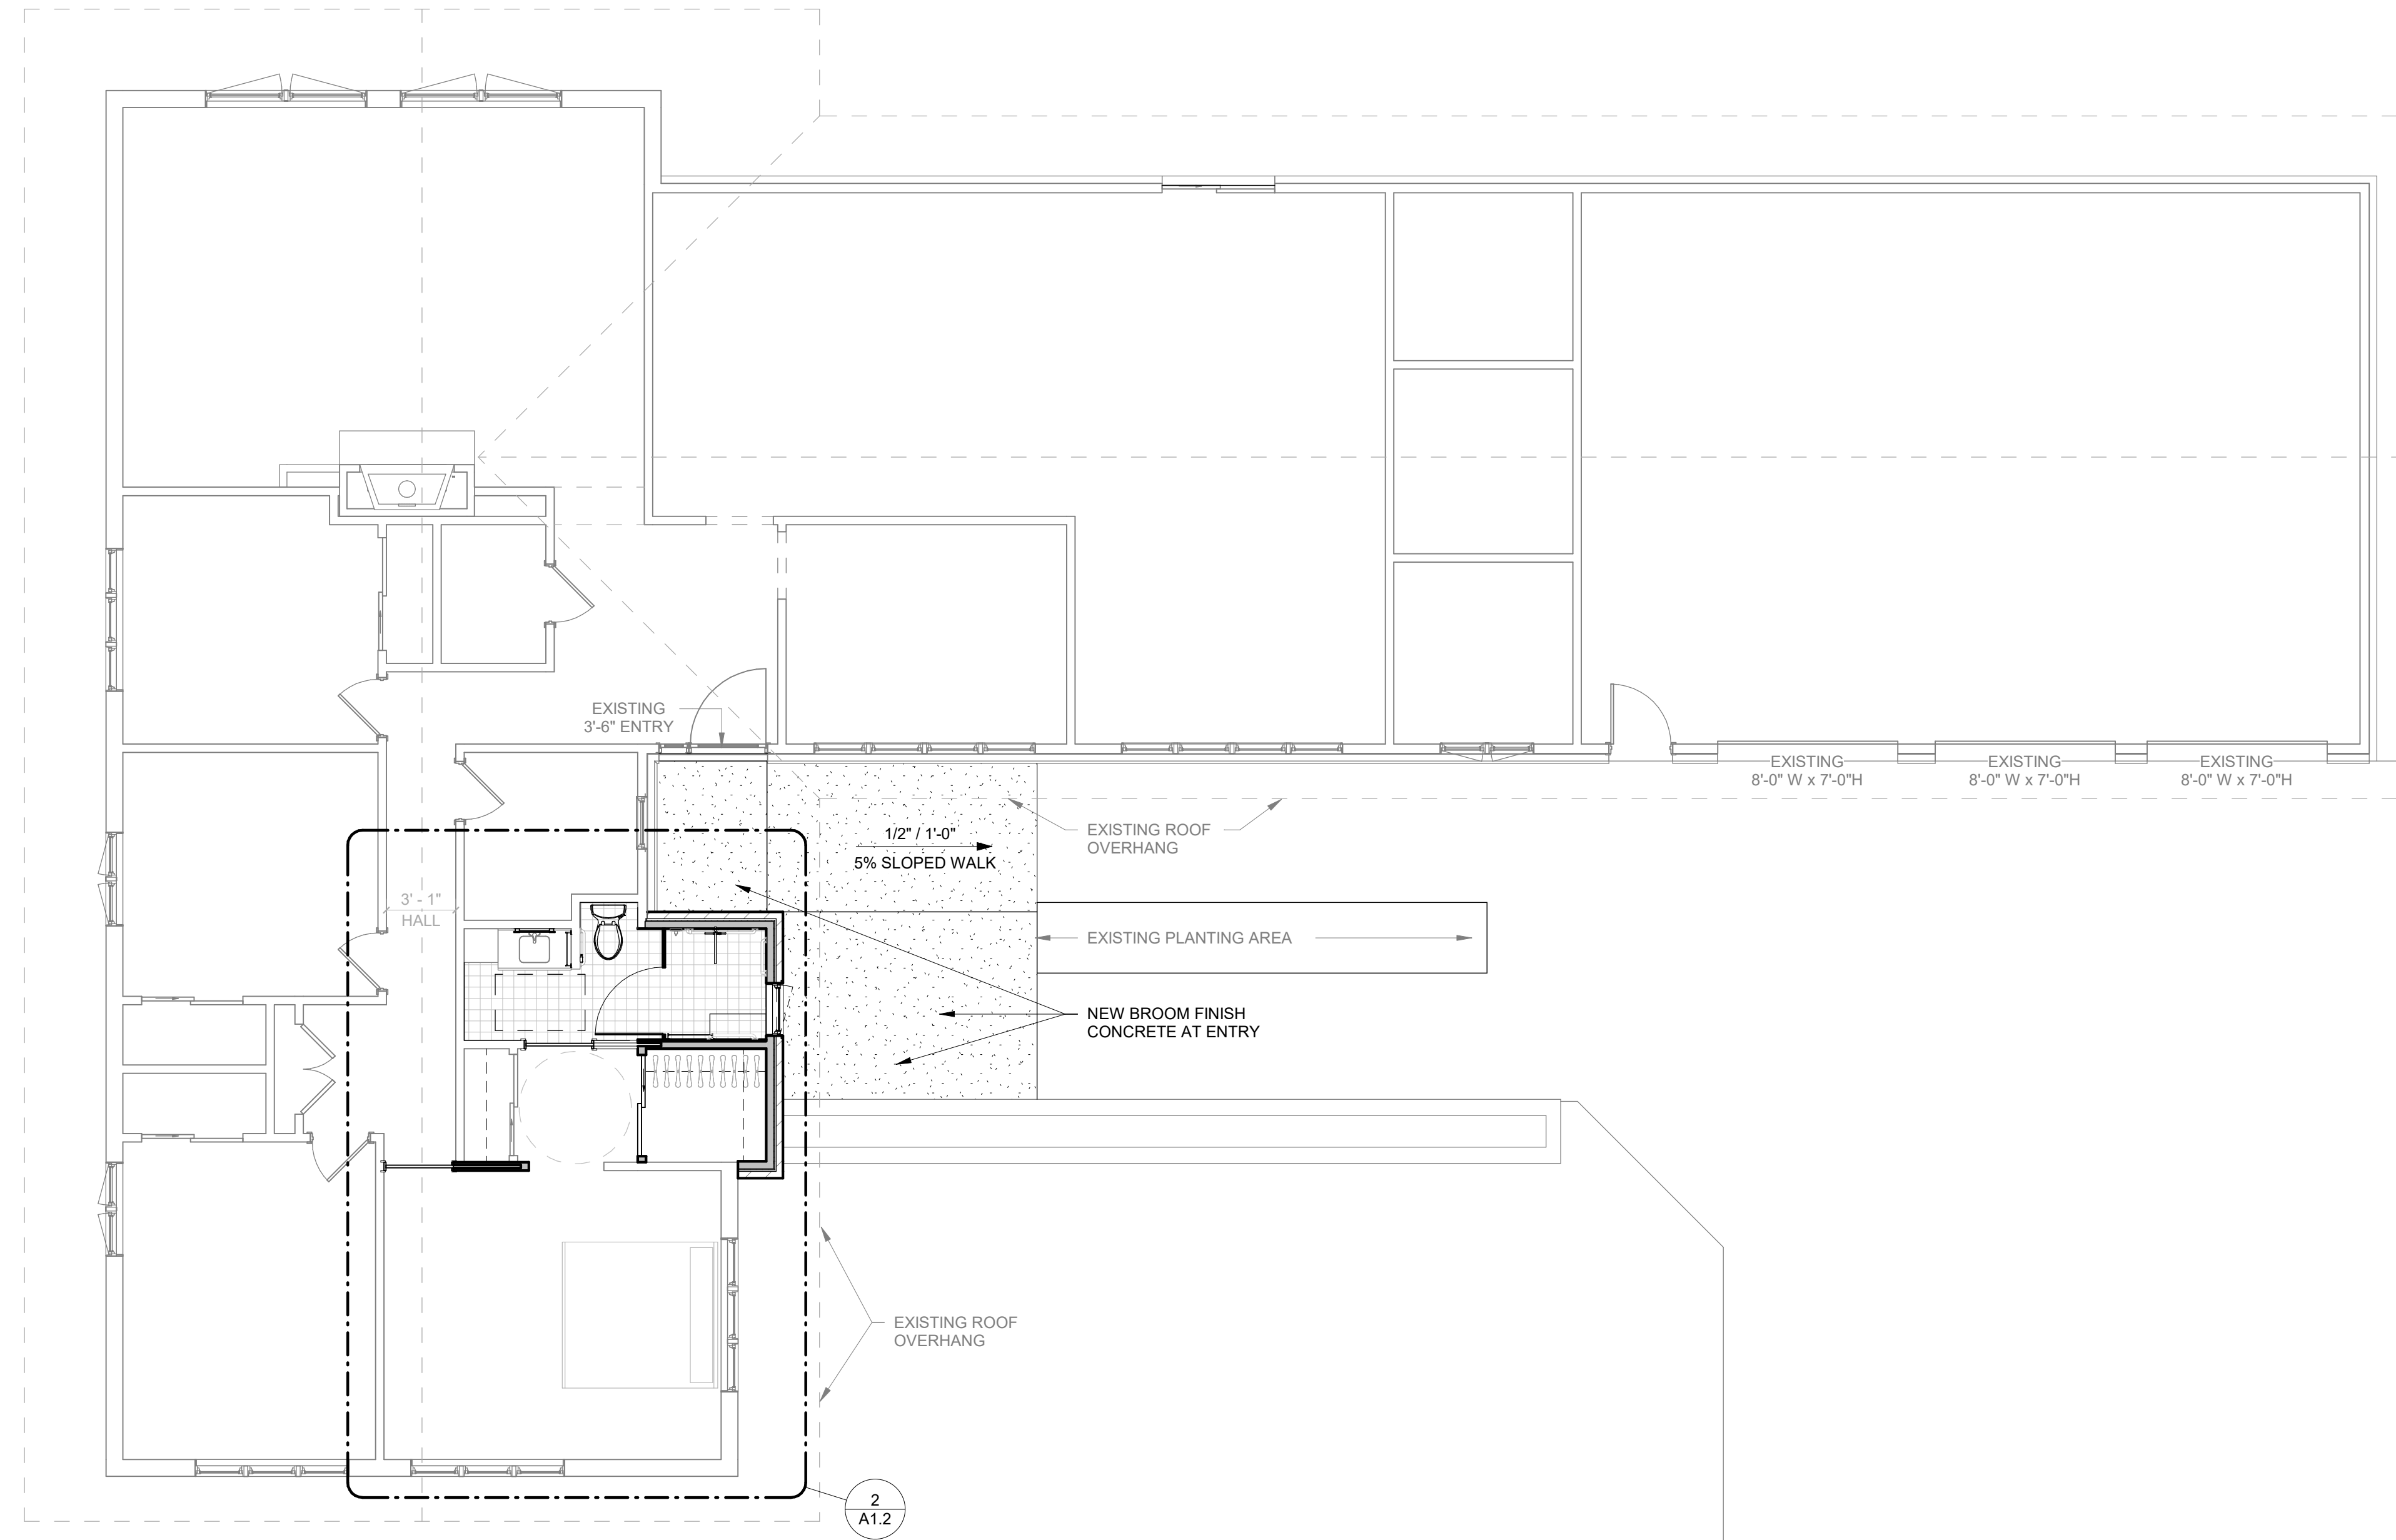 EXISTING
3'-6" ENTRY
EXISTING
8'-0" W x 7'-0"H
EXISTING
8'-0" W x 7'-0"H
EXISTING
8'-0" W x 7'-0"H
1/2" / 1'-0"
5% SLOPED WALK
EXISTING ROOF
OVERHANG
3' - 1"
HALL
EXISTING PLANTING AREA
NEW BROOM FINISH
CONCRETE AT ENTRY
EXISTING ROOF
OVERHANG
2
A1.2